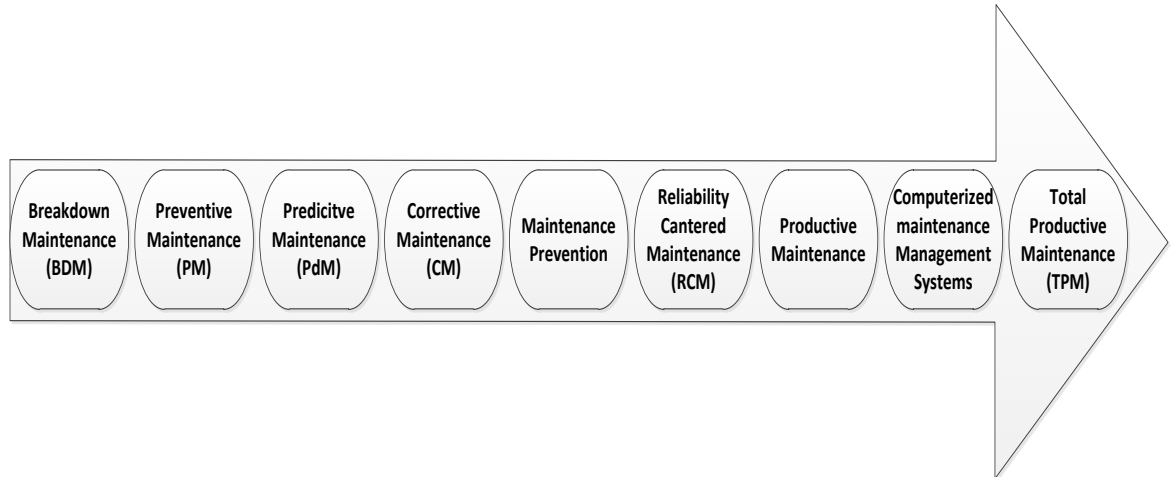 Breakdown
Maintenance
(BDM)
Preventive
Maintenance
(PM)
Predicitve
Maintenance
(PdM)
Corrective
Maintenance
(CM)
Maintenance
Prevention
Reliability
Cantered
Maintenance
(RCM)
Productive
Maintenance
Computerized
maintenance
Management
Systems
Total
Productive
Maintenance
(TPM)